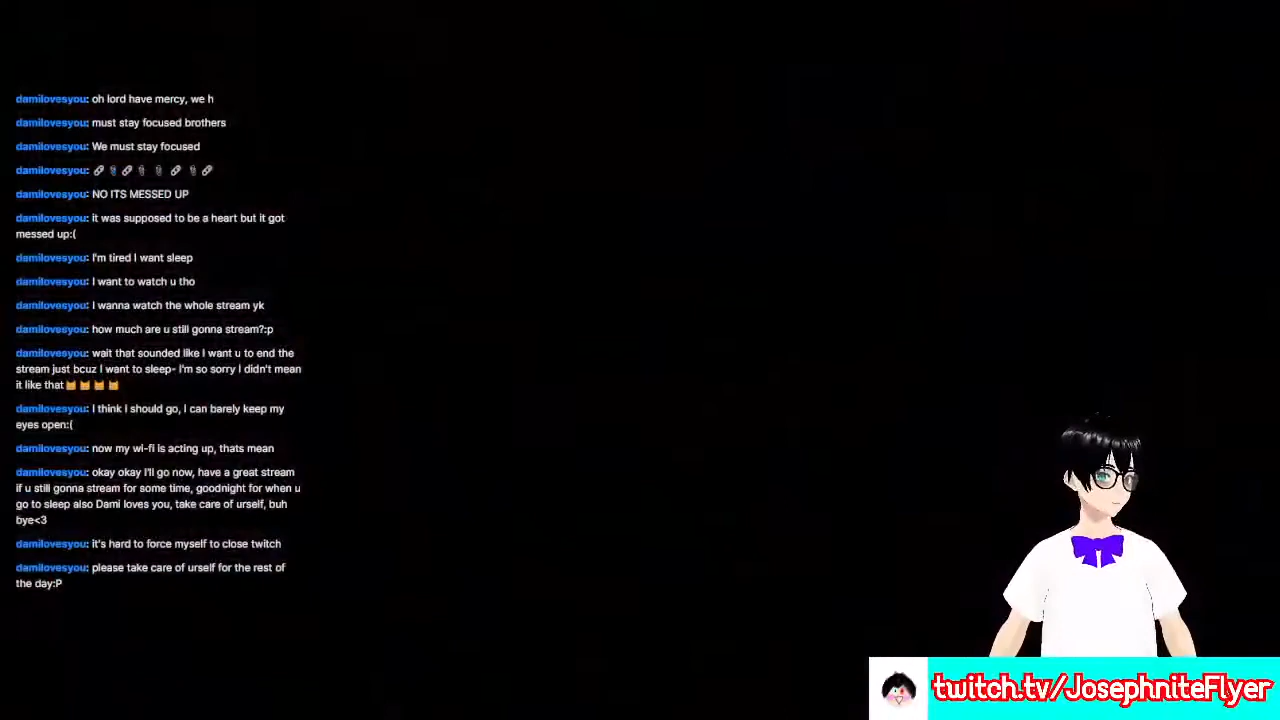 damilovesyou: oh lord have mercy, we h
damilovesyou: must stay focused brothers
damilovesyou: We must stay focused
damilovesyou: 🔗🖇️🔗🖇️🖇️🔗🖇️🔗
damilovesyou: NO ITS MESSED UP
damilovesyou: it was supposed to be a heart but it got
messed up:(
damilovesyou: I'm tired I want sleep
damilovesyou: I want to watch u tho
damilovesyou: I wanna watch the whole stream yk
damilovesyou: how much are u still gonna stream?:p
damilovesyou: wait that sounded like I want u to end the
stream just bcuz I want to sleep- I'm so sorry I didn't mean
it like that
damilovesyou: I think I should go, I can barely keep my
eyes open:(
damilovesyou: now my wi-fi is acting up, thats mean
damilovesyou: okay okay I'll go now, have a great stream
if u still gonna stream for some time, goodnight for when u
go to sleep also Dami loves you, take care of urself, buh
bye<3
damilovesyou: it's hard to force myself to close twitch
damilovesyou: please take care of urself for the rest of
the day:P
twitch.tv/JosephniteFlyer